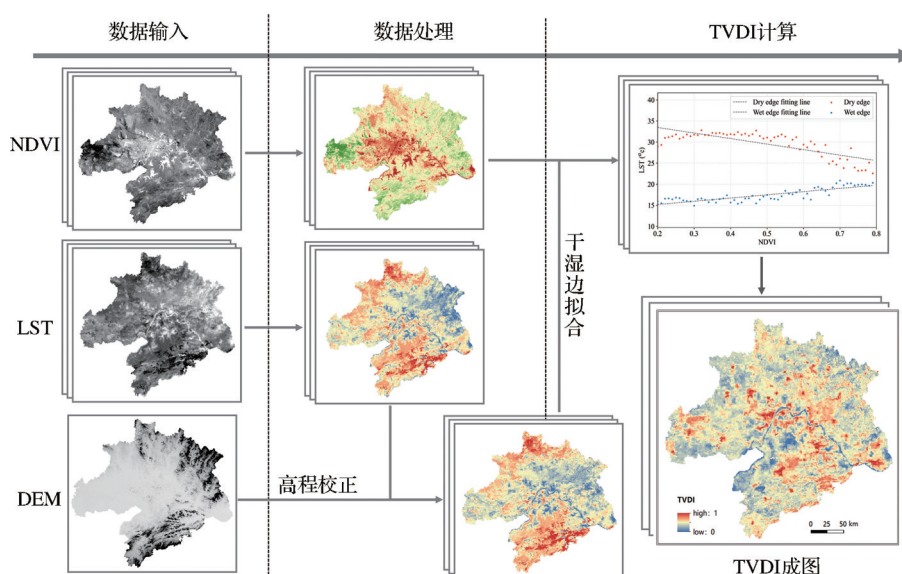 数据输入
数据处理
TVDI计算
NDVI
LST
DEM
高程校正
干湿边拟合
Dry edge fitting line
Wet edge fitting line
Dry edge
Wet edge
LST (°c)
40
35
30
25
20
15
10
0.2
0.3
0.4
0.5
0.6
0.7
0.8
NDVI
TVDI
high: 1
low: 0
0 25 50 km
TVDI成图